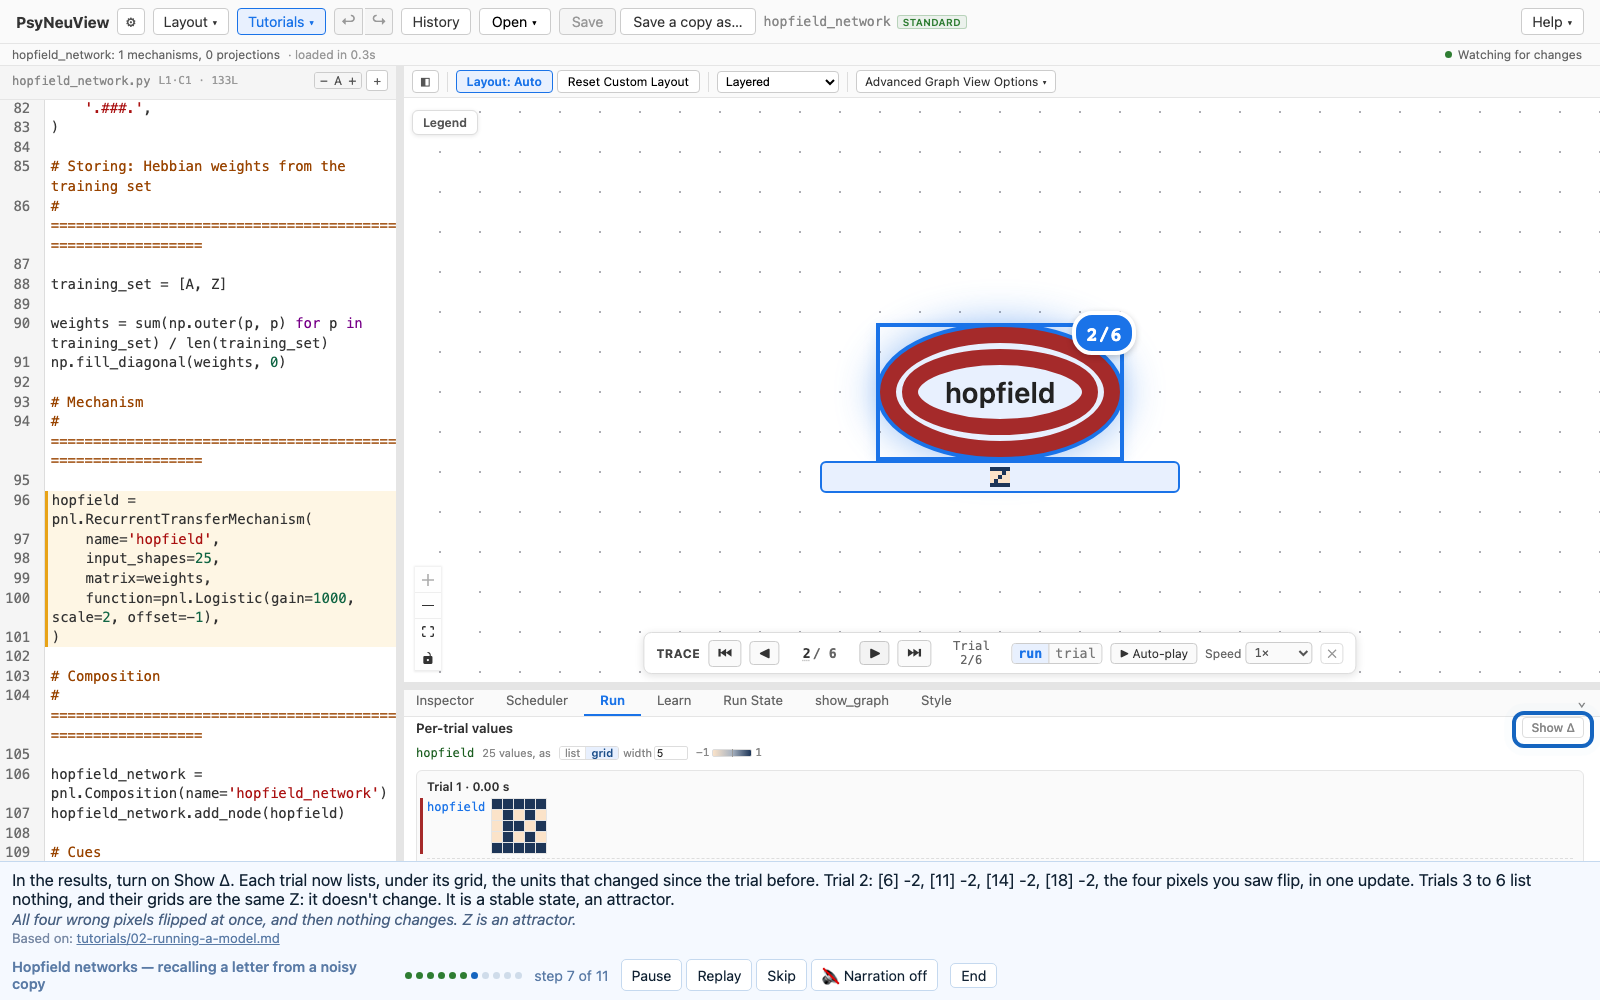 PsyNeuView
⚙
Layout ▾
Tutorials ▾
↩
↪
History
Open ▾
Save
Save a copy as...
hopfield_network
STANDARD
Help ▾
hopfield_network: 1 mechanisms, 0 projections · loaded in 0.3s
Watching for changes
hopfield_network.py L1·C1 · 133L
− A +
+
Layout: Auto
Reset Custom Layout
Layered
Advanced Graph View Options ▾
82 '.###.',
83 )
84
85 # Storing: Hebbian weights from the
training set
86 #
=========================================
==================
87
88 training_set = [A, Z]
89
90 weights = sum(np.outer(p, p) for p in
training_set) / len(training_set)
91 np.fill_diagonal(weights, 0)
92
93 # Mechanism
94 #
=========================================
==================
95
96 hopfield =
pnl.RecurrentTransferMechanism(
97 name='hopfield',
98 input_shapes=25,
99 matrix=weights,
100 function=pnl.Logistic(gain=1000,
scale=2, offset=−1),
101 )
102
103 # Composition
104 #
=========================================
==================
105
106 hopfield_network =
pnl.Composition(name='hopfield_network')
107 hopfield_network.add_node(hopfield)
108
109 # Cues
Legend
2/6
hopfield
TRACE
⏮
◀
2 / 6
▶
⏭
Trial
2/6
run trial
▶ Auto-play
Speed 1×
×
Inspector
Scheduler
Run
Learn
Run State
show_graph
Style
Per-trial values
Show Δ
hopfield 25 values, as list grid width 5 −1 1
Trial 1 · 0.00 s
hopfield
In the results, turn on Show Δ. Each trial now lists, under its grid, the units that changed since the trial before. Trial 2: [6] -2, [11] -2, [14] -2, [18] -2, the four pixels you saw flip, in one update. Trials 3 to 6 list
nothing, and their grids are the same Z: it doesn't change. It is a stable state, an attractor.
All four wrong pixels flipped at once, and then nothing changes. Z is an attractor.
Based on: tutorials/02-running-a-model.md
Hopfield networks — recalling a letter from a noisy
copy
step 7 of 11
Pause
Replay
Skip
Narration off
End